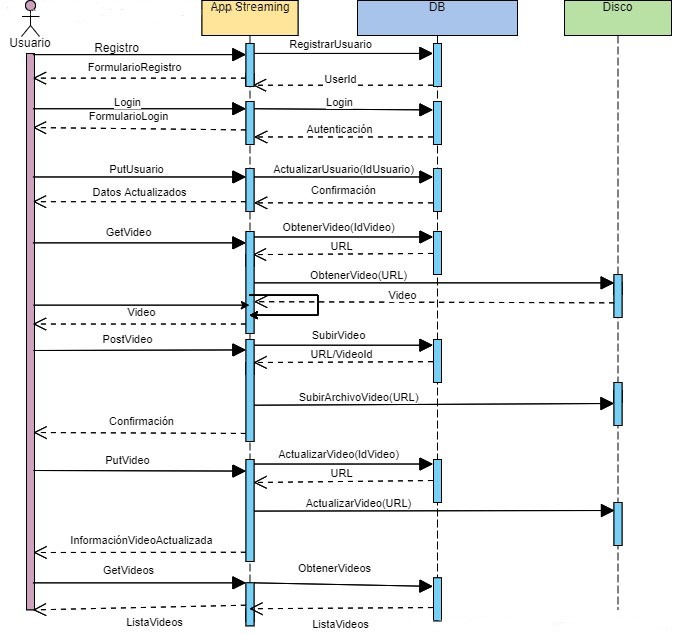 App Streaming
DB
Disco
Usuario
Registro
RegistrarUsuario
FormularioRegistro
UserId
Login
Login
FormularioLogin
Autenticación
PutUsuario
ActualizarUsuario(IdUsuario)
Datos Actualizados
Confirmación
GetVideo
ObtenerVideo(IdVideo)
URL
ObtenerVideo(URL)
Video
Video
PostVideo
SubirVideo
URL/VideoId
SubirArchivoVideo(URL)
Confirmación
PutVideo
ActualizarVideo(IdVideo)
URL
ActualizarVideo(URL)
InformaciónVideoActualizada
GetVideos
ObtenerVideos
ListaVideos
ListaVideos